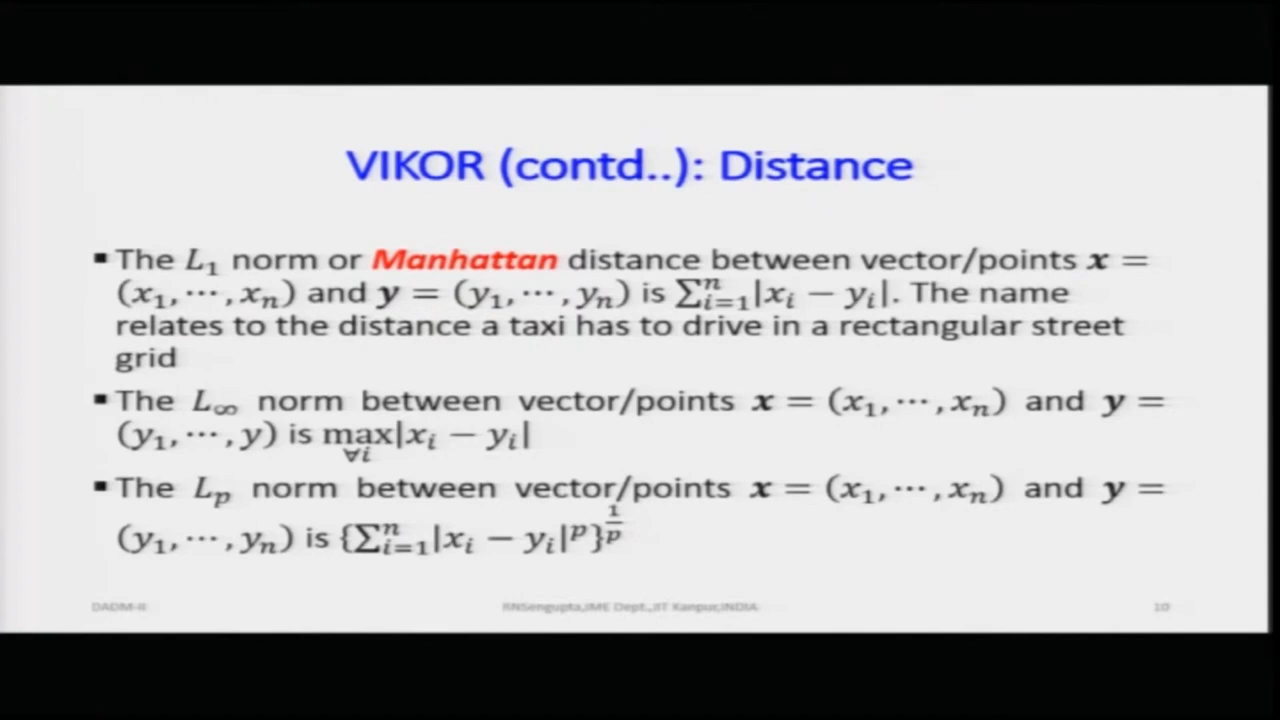 VIKOR (contd..): Distance
▪ The L₁ norm or Manhattan distance between vector/points x =
(x₁, ⋯, xₙ) and y = (y₁, ⋯, yₙ) is ∑ⁿᵢ₌₁|xᵢ − yᵢ|. The name
relates to the distance a taxi has to drive in a rectangular street
grid
▪ The L∞ norm between vector/points x = (x₁, ⋯, xₙ) and y =
(y₁, ⋯, y) is max|xᵢ − yᵢ|
∀i
▪ The Lₚ norm between vector/points x = (x₁, ⋯, xₙ) and y =
(y₁, ⋯, yₙ) is {∑ⁿᵢ₌₁|xᵢ − yᵢ|ᵖ}^(1/p)
DADM-II RNSengupta,IME Dept.,IIT Kanpur,INDIA 10